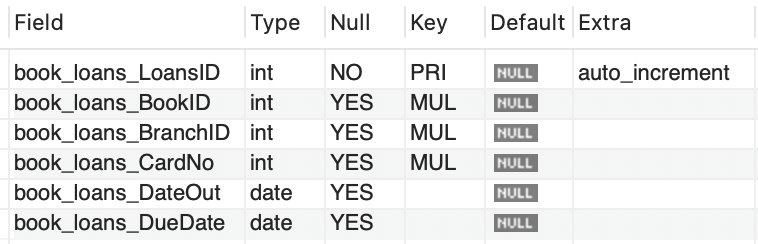 Field Type Null Key Default Extra
book_loans_LoansID int NO PRI NULL auto_increment
book_loans_BookID int YES MUL NULL
book_loans_BranchID int YES MUL NULL
book_loans_CardNo int YES MUL NULL
book_loans_DateOut date YES NULL
book_loans_DueDate date YES NULL